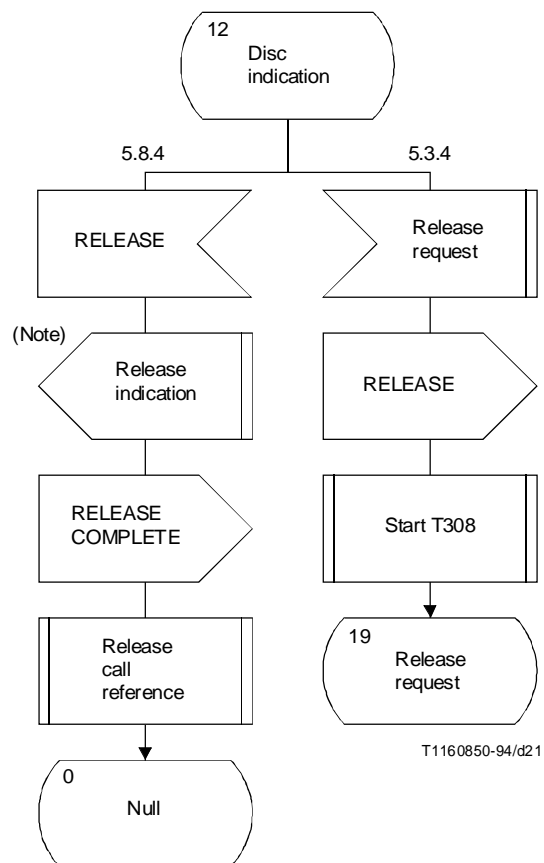 12
Disc
indication
5.8.4
5.3.4
RELEASE
Release
request
(Note)
Release
indication
RELEASE
RELEASE
COMPLETE
Start T308
Release
call
reference
19
Release
request
T1160850-94/d21
0
Null